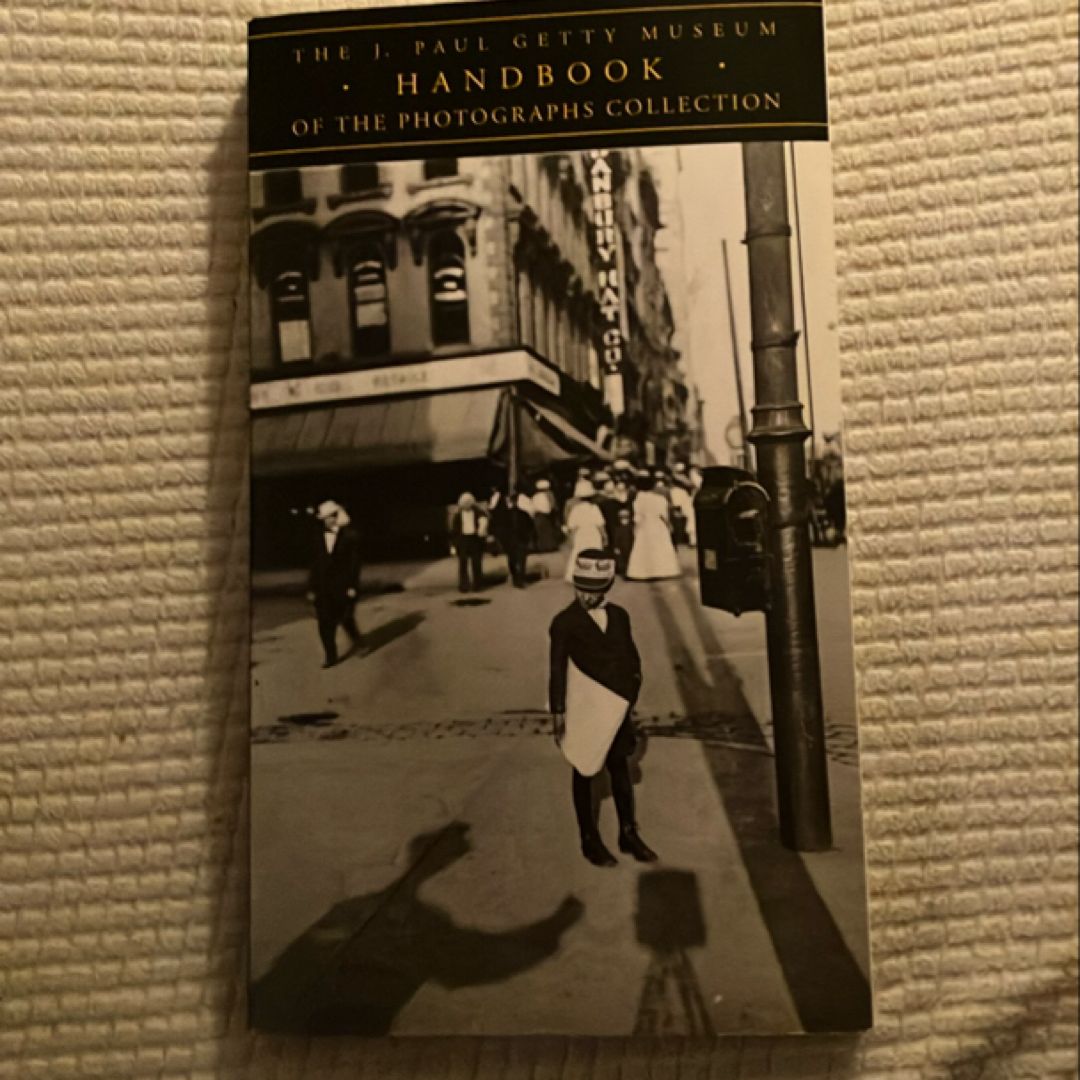 THE J. PAUL GETTY MUSEUM
· HANDBOOK ·
OF THE PHOTOGRAPHS COLLECTION
HAT CO.